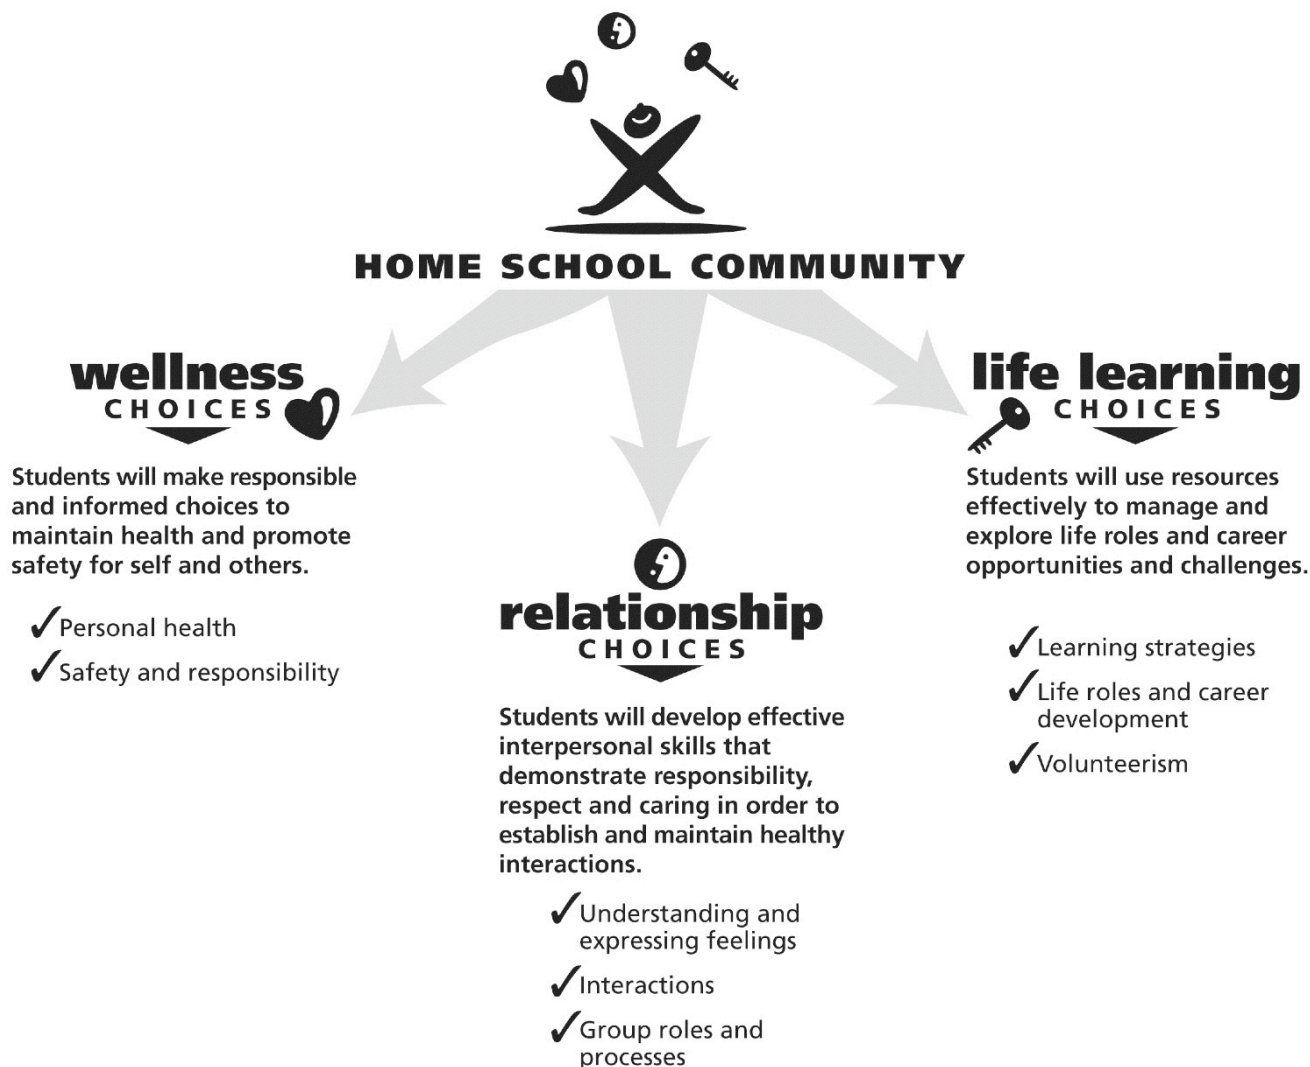 HOME SCHOOL COMMUNITY
wellness
CHOICES
Students will make responsible
and informed choices to
maintain health and promote
safety for self and others.
✓Personal health
✓Safety and responsibility
relationship
CHOICES
Students will develop effective
interpersonal skills that
demonstrate responsibility,
respect and caring in order to
establish and maintain healthy
interactions.
✓Understanding and
expressing feelings
✓Interactions
✓Group roles and
processes
life learning
CHOICES
Students will use resources
effectively to manage and
explore life roles and career
opportunities and challenges.
✓Learning strategies
✓Life roles and career
development
✓Volunteerism